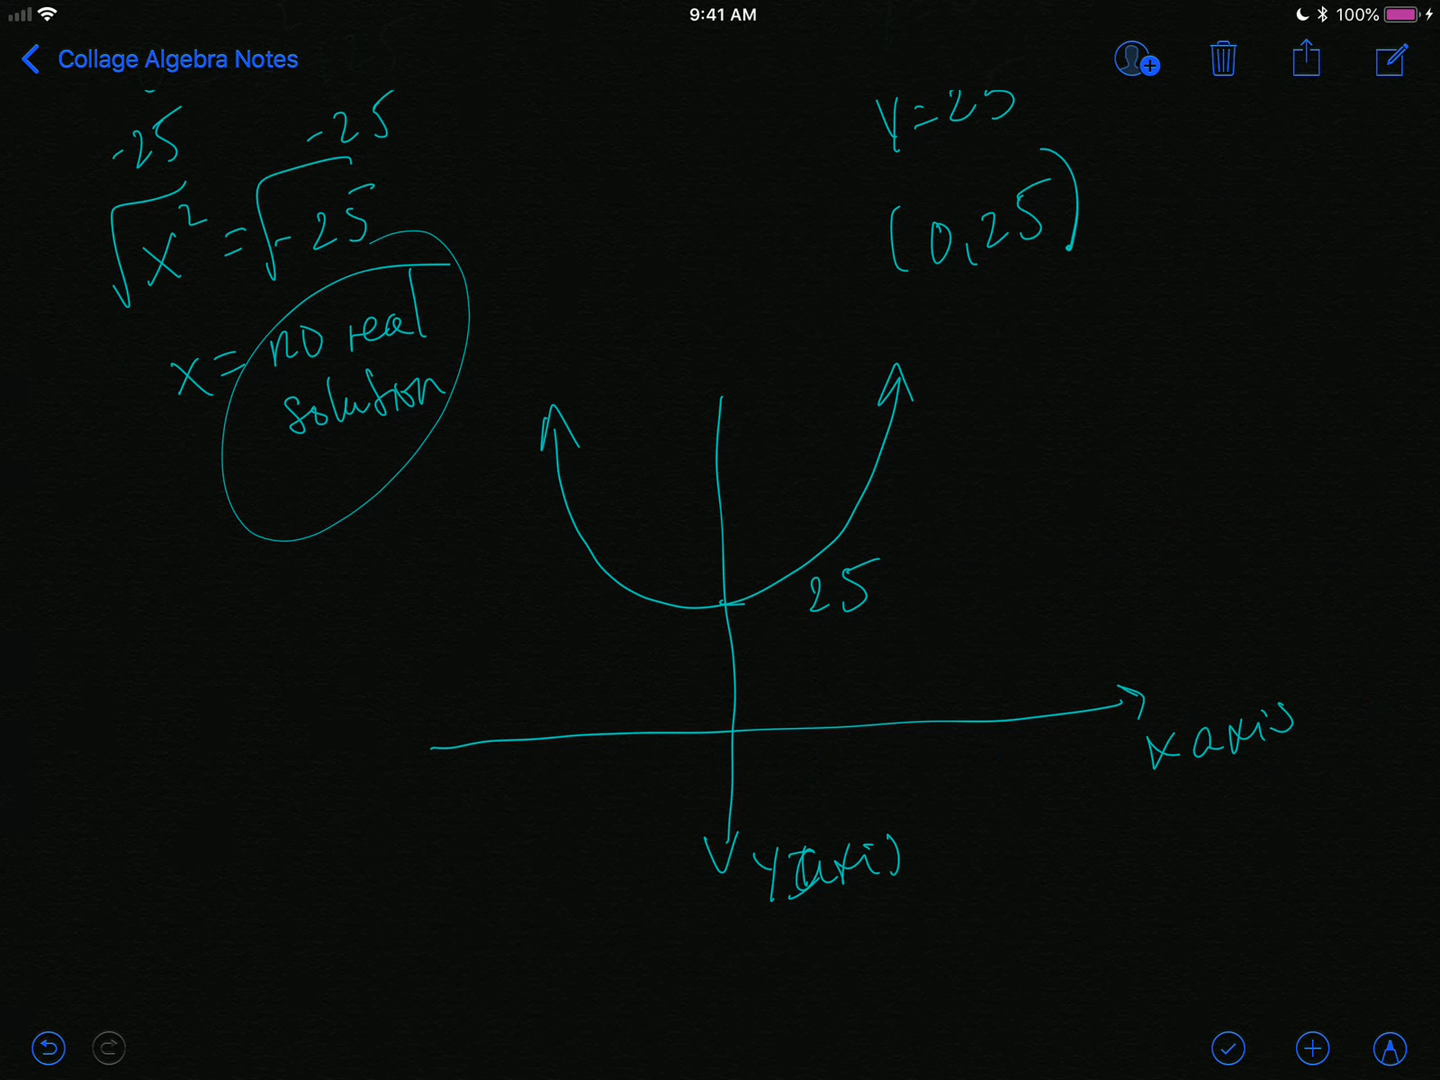 9:41 AM
100%
Collage Algebra Notes
-25 -25
√x² = √-25
x = no real
solution
y = 25
(0, 25)
25
x axis